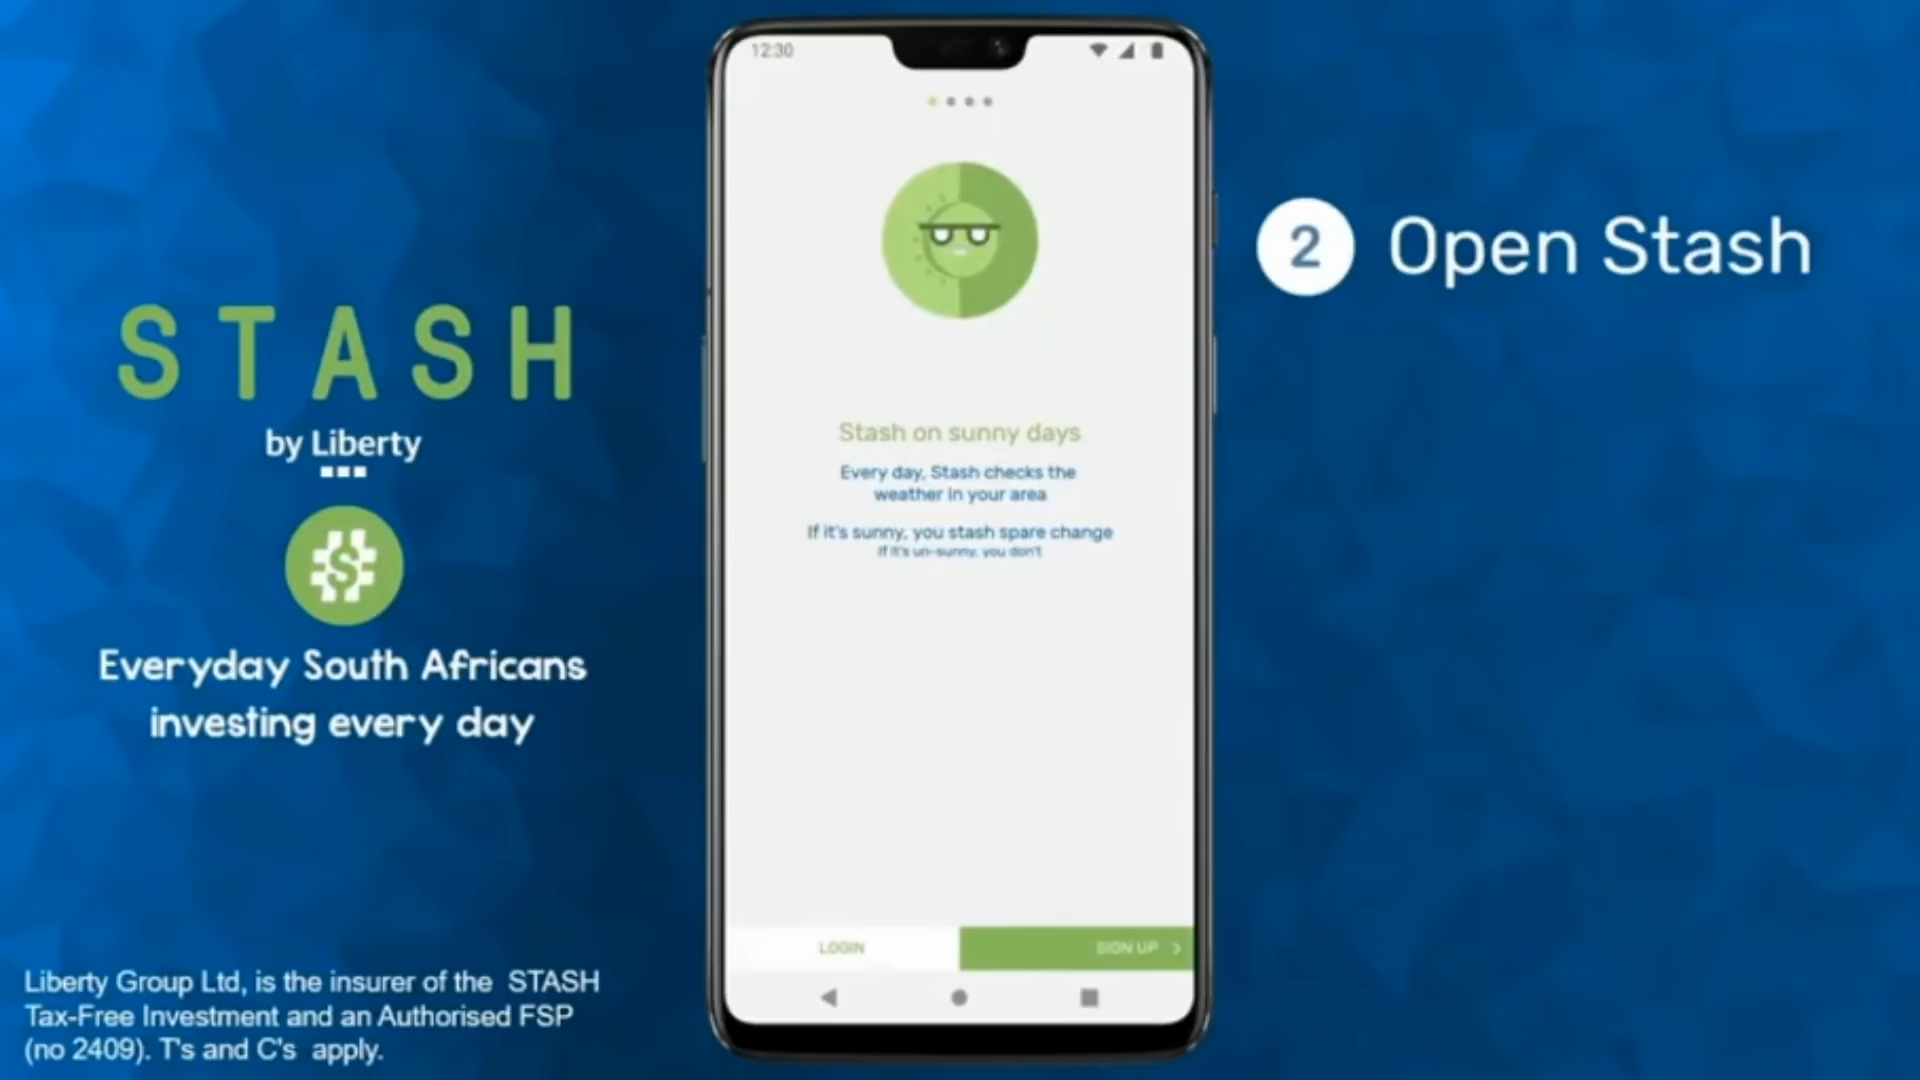 STASH
by Liberty
Everyday South Africans
investing every day
Liberty Group Ltd, is the insurer of the STASH
Tax-Free Investment and an Authorised FSP
(no 2409). T's and C's apply.
12:30
Stash on sunny days
Every day, Stash checks the
weather in your area
If it's sunny, you stash spare change
If it's un-sunny, you don't
LOGIN
SIGN UP
2 Open Stash